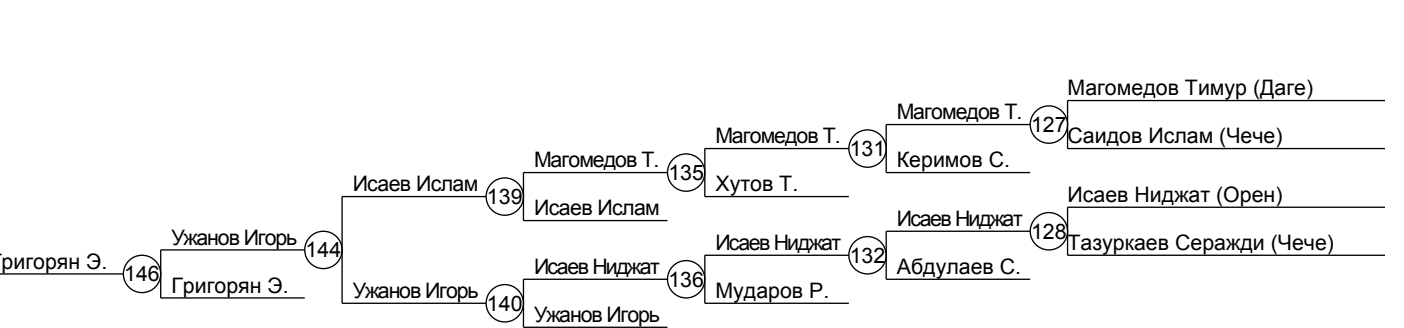 Магомедов Тимур (Даге)
Магомедов Т.
127
Саидов Ислам (Чече)
Магомедов Т.
131
Керимов С.
Магомедов Т.
135
Хутов Т.
Исаев Ислам
139
Исаев Ислам
Исаев Ниджат (Орен)
Исаев Ниджат
128
Тазуркаев Серажди (Чече)
Исаев Ниджат
132
Абдулаев С.
Исаев Ниджат
136
Мударов Р.
Ужанов Игорь
144
Ужанов Игорь
140
Ужанов Игорь
Григорян Э.
146
Григорян Э.